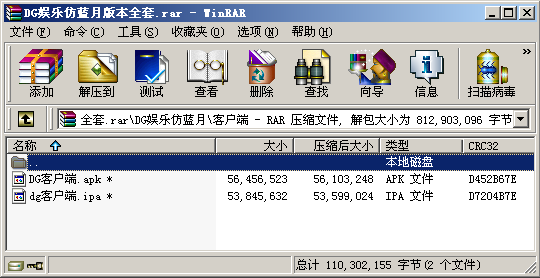 DG娱乐仿蓝月版本全套.rar - WinRAR
文件(F) 命令(C) 工具(S) 收藏夹(O) 选项(N) 帮助(H)
添加 解压到 测试 查看 删除 查找 向导 信息 扫描病毒
全套.rar\DG娱乐仿蓝月\客户端 - RAR 压缩文件, 解包大小为 812,903,096 字节
名称 大小 压缩后大小 类型 CRC32
.. 本地磁盘
DG客户端.apk * 56,456,523 56,103,248 APK 文件 D452B67E
dg客户端.ipa * 53,845,632 53,599,024 IPA 文件 D7204B7E
总计 110,302,155 字节(2 个文件)